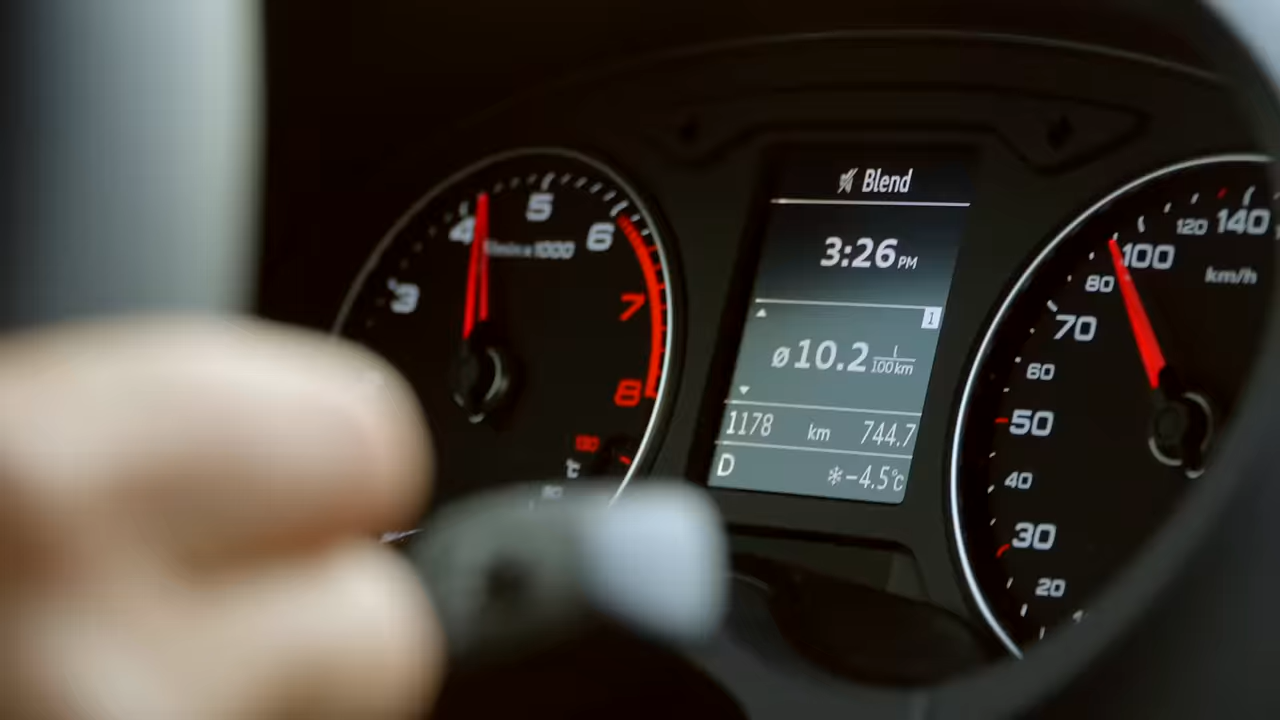 Blend
3:26 PM
1
ø10.2 l/100km
1178 km 744.7
D ❄-4.5°C
3
4
5
6
7
8
1/min x 1000
130
°C
140
120
100
km/h
80
70
60
50
40
30
20